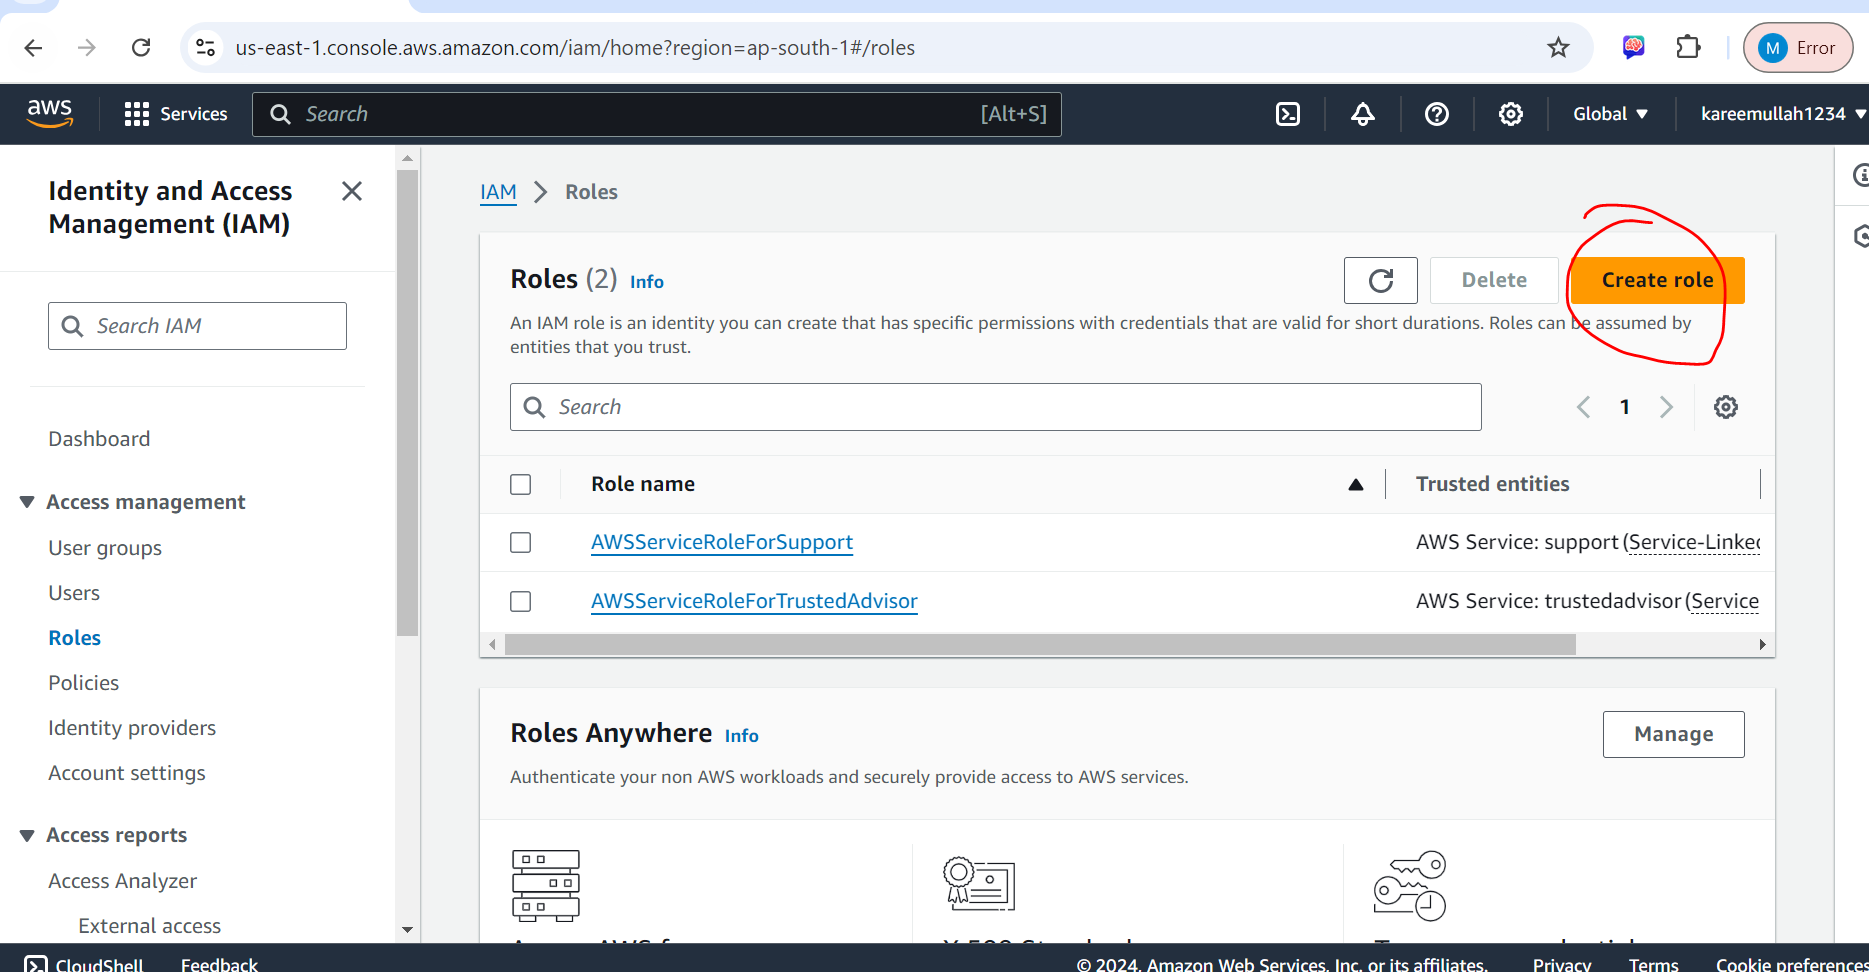 us-east-1.console.aws.amazon.com/iam/home?region=ap-south-1#/roles
M Error
aws
Services
Search [Alt+S]
Global
kareemullah1234
Identity and Access
Management (IAM)
Search IAM
Dashboard
Access management
User groups
Users
Roles
Policies
Identity providers
Account settings
Access reports
Access Analyzer
External access
IAM > Roles
Roles (2) Info
Delete
Create role
An IAM role is an identity you can create that has specific permissions with credentials that are valid for short durations. Roles can be assumed by
entities that you trust.
Search
1
Role name
Trusted entities
AWSServiceRoleForSupport
AWS Service: support (Service-Linked
AWSServiceRoleForTrustedAdvisor
AWS Service: trustedadvisor (Service
Roles Anywhere Info
Manage
Authenticate your non AWS workloads and securely provide access to AWS services.
CloudShell
Feedback
© 2024, Amazon Web Services, Inc. or its affiliates.
Privacy
Terms
Cookie preferences